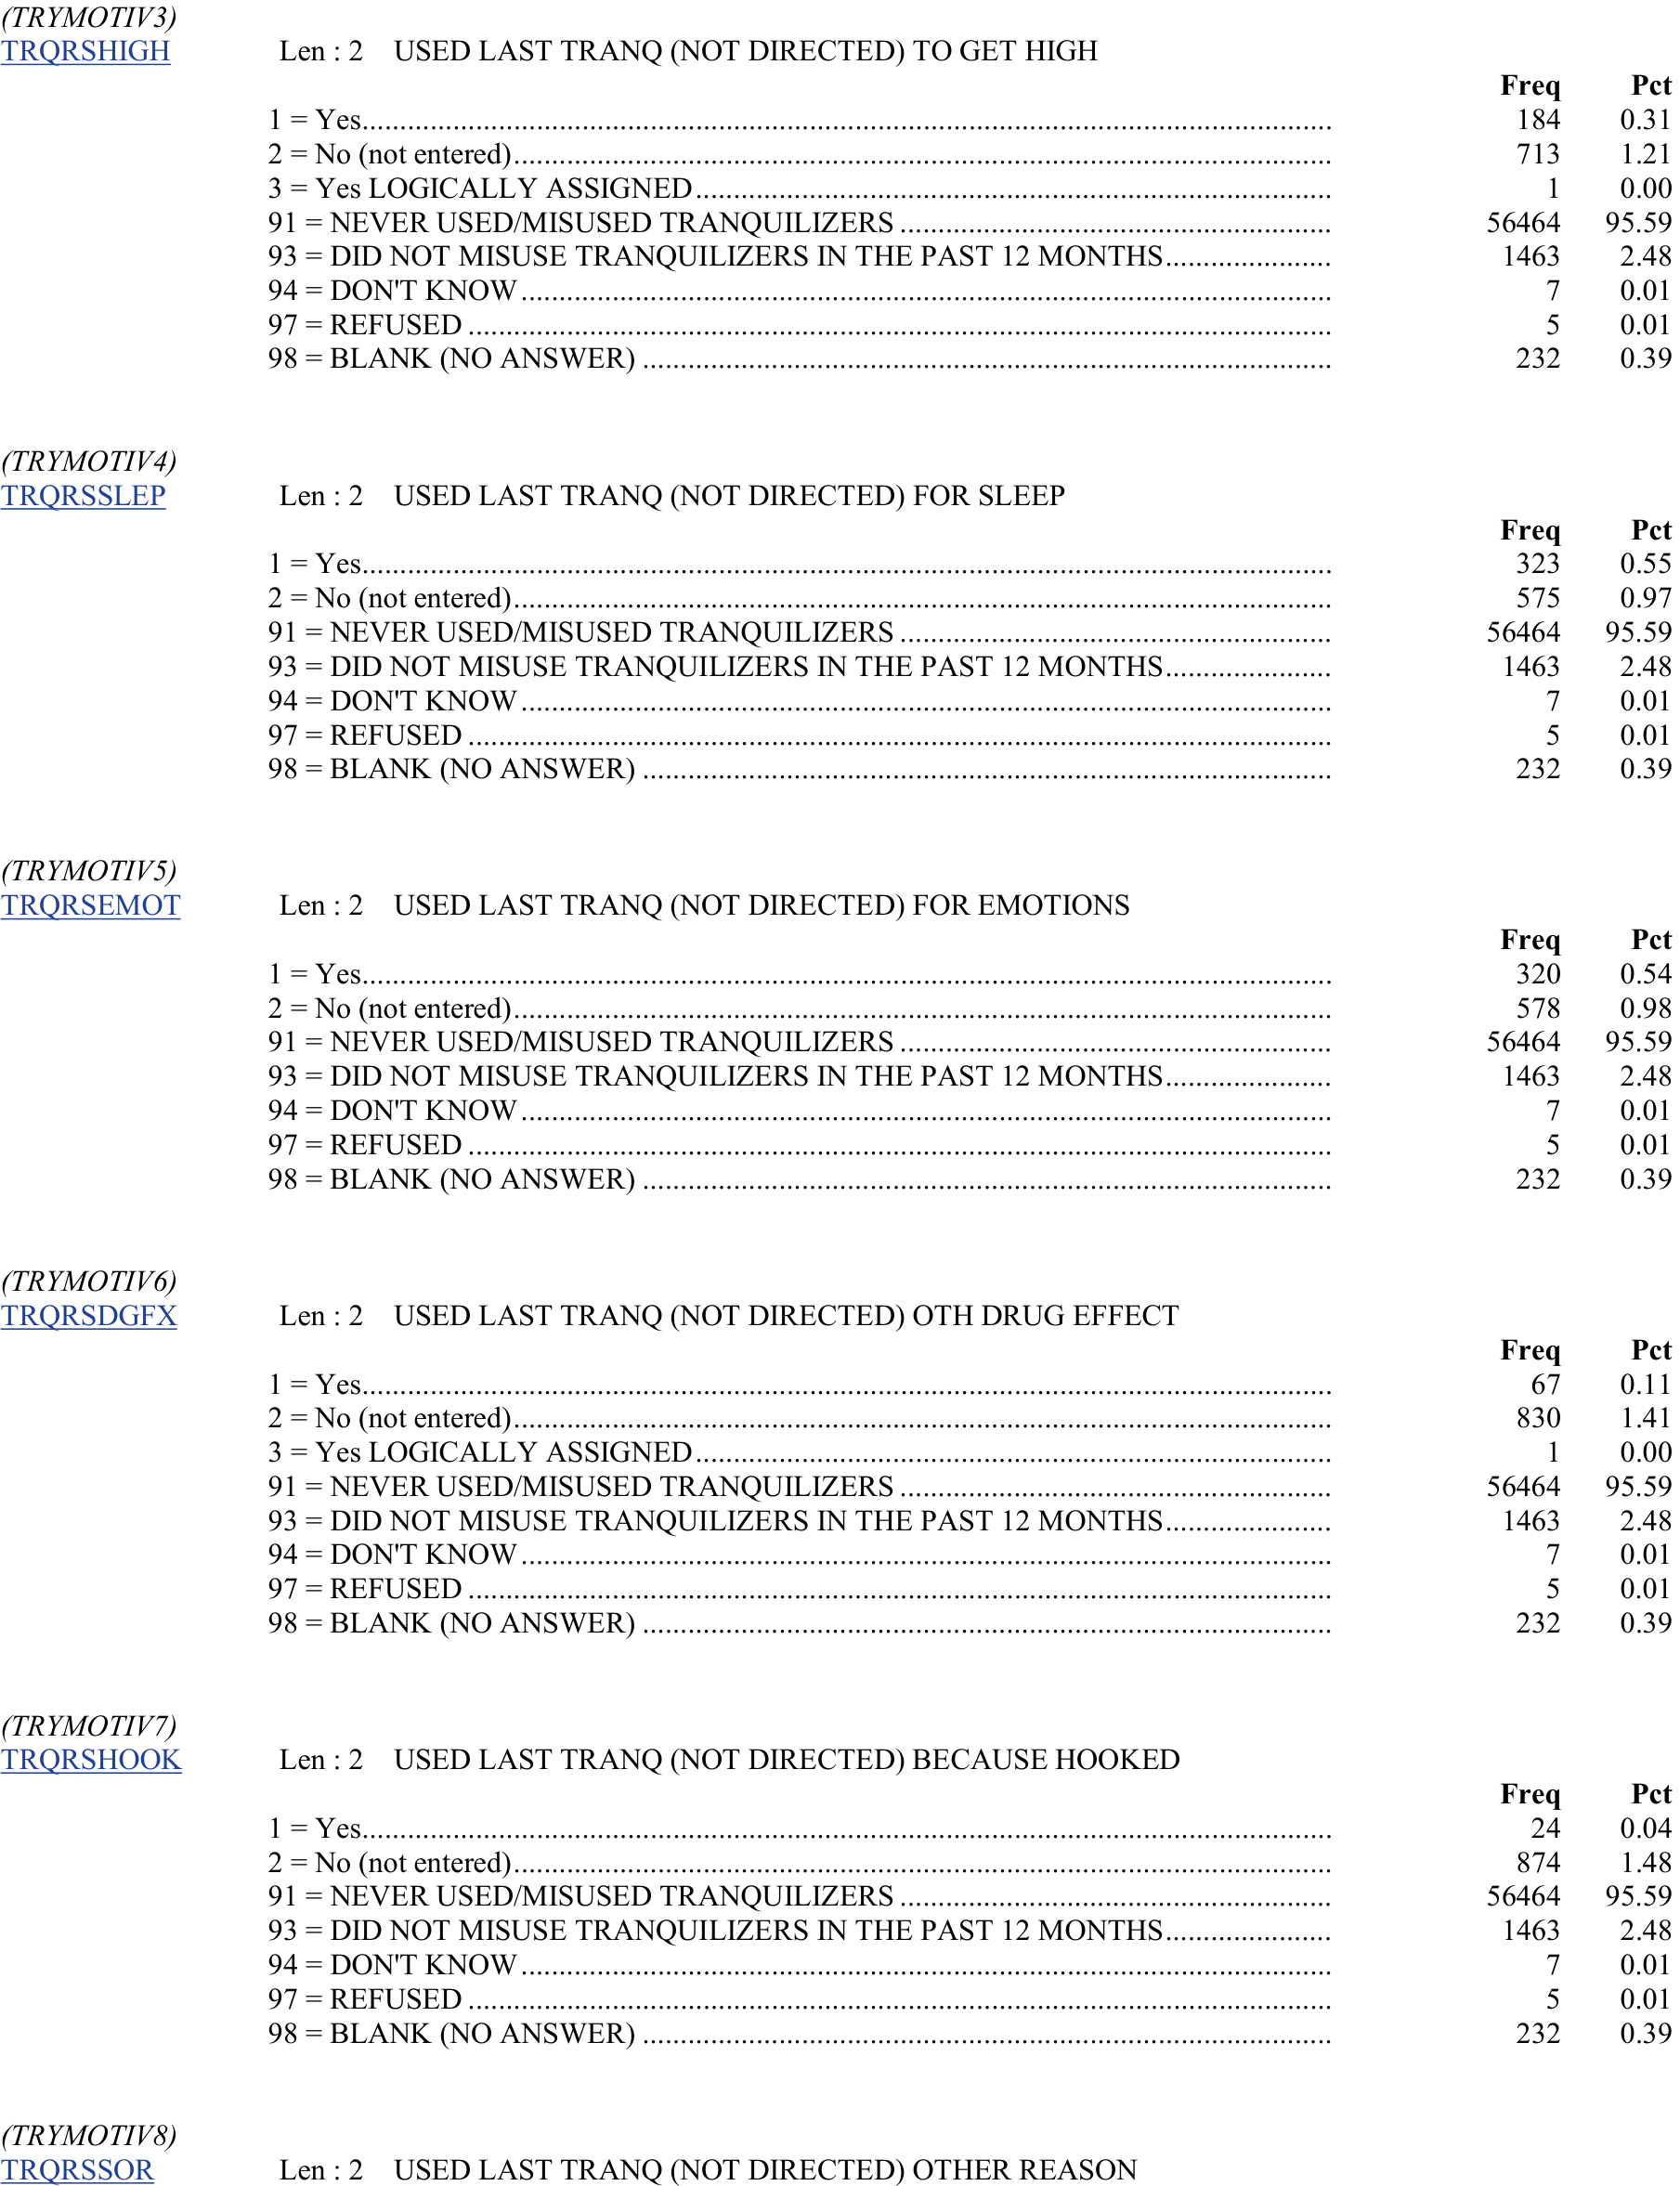 (TRYMOTIV3)
TRQRSHIGH Len : 2 USED LAST TRANQ (NOT DIRECTED) TO GET HIGH
Freq Pct
1 = Yes.................................................................................................................................. 184 0.31
2 = No (not entered).............................................................................................................. 713 1.21
3 = Yes LOGICALLY ASSIGNED..................................................................................... 1 0.00
91 = NEVER USED/MISUSED TRANQUILIZERS ......................................................... 56464 95.59
93 = DID NOT MISUSE TRANQUILIZERS IN THE PAST 12 MONTHS...................... 1463 2.48
94 = DON'T KNOW ............................................................................................................ 7 0.01
97 = REFUSED ................................................................................................................... 5 0.01
98 = BLANK (NO ANSWER) ............................................................................................ 232 0.39
(TRYMOTIV4)
TRQRSSLEP Len : 2 USED LAST TRANQ (NOT DIRECTED) FOR SLEEP
Freq Pct
1 = Yes.................................................................................................................................. 323 0.55
2 = No (not entered).............................................................................................................. 575 0.97
91 = NEVER USED/MISUSED TRANQUILIZERS ......................................................... 56464 95.59
93 = DID NOT MISUSE TRANQUILIZERS IN THE PAST 12 MONTHS...................... 1463 2.48
94 = DON'T KNOW ............................................................................................................ 7 0.01
97 = REFUSED ................................................................................................................... 5 0.01
98 = BLANK (NO ANSWER) ............................................................................................ 232 0.39
(TRYMOTIV5)
TRQRSEMOT Len : 2 USED LAST TRANQ (NOT DIRECTED) FOR EMOTIONS
Freq Pct
1 = Yes.................................................................................................................................. 320 0.54
2 = No (not entered).............................................................................................................. 578 0.98
91 = NEVER USED/MISUSED TRANQUILIZERS ......................................................... 56464 95.59
93 = DID NOT MISUSE TRANQUILIZERS IN THE PAST 12 MONTHS...................... 1463 2.48
94 = DON'T KNOW ............................................................................................................ 7 0.01
97 = REFUSED ................................................................................................................... 5 0.01
98 = BLANK (NO ANSWER) ............................................................................................ 232 0.39
(TRYMOTIV6)
TRQRSDGFX Len : 2 USED LAST TRANQ (NOT DIRECTED) OTH DRUG EFFECT
Freq Pct
1 = Yes.................................................................................................................................. 67 0.11
2 = No (not entered).............................................................................................................. 830 1.41
3 = Yes LOGICALLY ASSIGNED..................................................................................... 1 0.00
91 = NEVER USED/MISUSED TRANQUILIZERS ......................................................... 56464 95.59
93 = DID NOT MISUSE TRANQUILIZERS IN THE PAST 12 MONTHS...................... 1463 2.48
94 = DON'T KNOW ............................................................................................................ 7 0.01
97 = REFUSED ................................................................................................................... 5 0.01
98 = BLANK (NO ANSWER) ............................................................................................ 232 0.39
(TRYMOTIV7)
TRQRSHOOK Len : 2 USED LAST TRANQ (NOT DIRECTED) BECAUSE HOOKED
Freq Pct
1 = Yes.................................................................................................................................. 24 0.04
2 = No (not entered).............................................................................................................. 874 1.48
91 = NEVER USED/MISUSED TRANQUILIZERS ......................................................... 56464 95.59
93 = DID NOT MISUSE TRANQUILIZERS IN THE PAST 12 MONTHS...................... 1463 2.48
94 = DON'T KNOW ............................................................................................................ 7 0.01
97 = REFUSED ................................................................................................................... 5 0.01
98 = BLANK (NO ANSWER) ............................................................................................ 232 0.39
(TRYMOTIV8)
TRQRSSOR Len : 2 USED LAST TRANQ (NOT DIRECTED) OTHER REASON